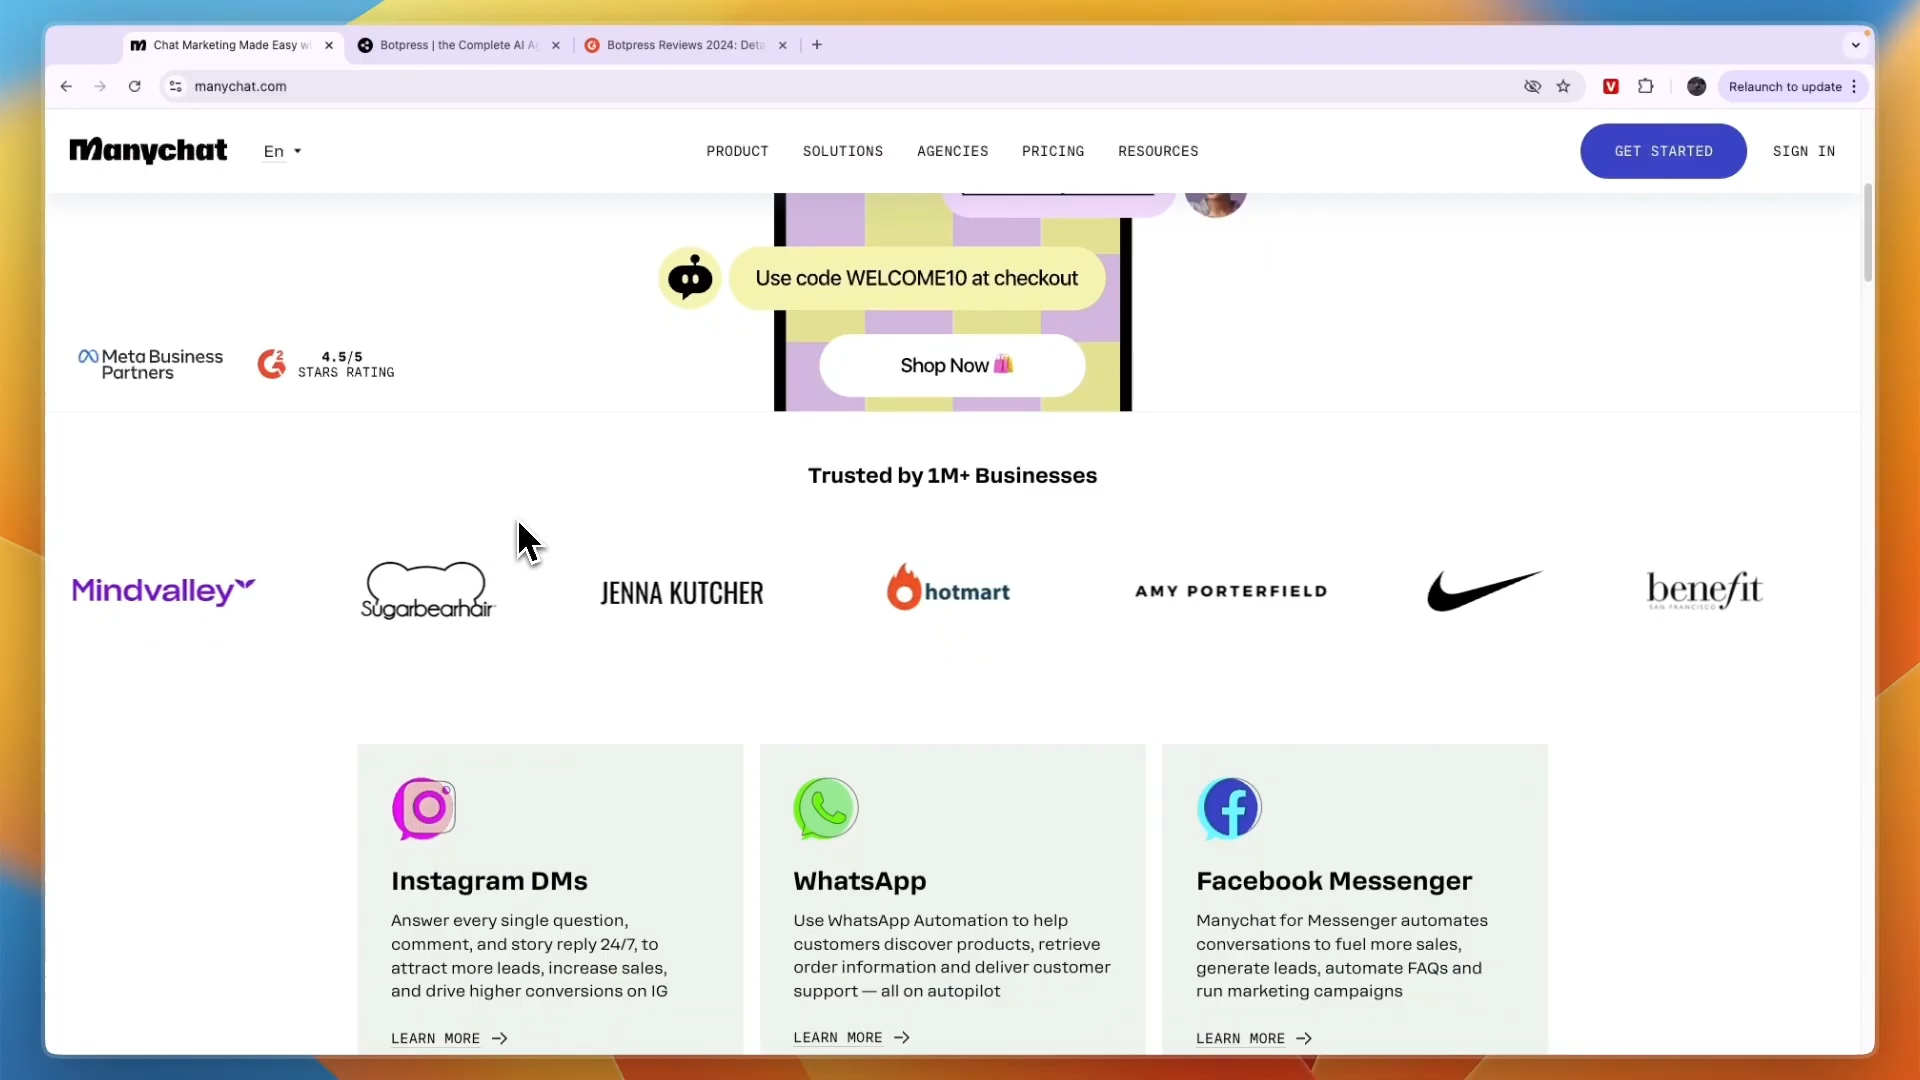 Chat Marketing Made Easy w
Botpress | the Complete AI Ag
Botpress Reviews 2024: Deta
manychat.com
Relaunch to update
Manychat
En
PRODUCT
SOLUTIONS
AGENCIES
PRICING
RESOURCES
GET STARTED
SIGN IN
Use code WELCOME10 at checkout
Shop Now
Meta Business
Partners
4.5/5
STARS RATING
Trusted by 1M+ Businesses
Mindvalley
Sugarbearhair
JENNA KUTCHER
hotmart
AMY PORTERFIELD
benefit
SAN FRANCISCO
Instagram DMs
Answer every single question,
comment, and story reply 24/7, to
attract more leads, increase sales,
and drive higher conversions on IG
LEARN MORE
WhatsApp
Use WhatsApp Automation to help
customers discover products, retrieve
order information and deliver customer
support — all on autopilot
LEARN MORE
Facebook Messenger
Manychat for Messenger automates
conversations to fuel more sales,
generate leads, automate FAQs and
run marketing campaigns
LEARN MORE